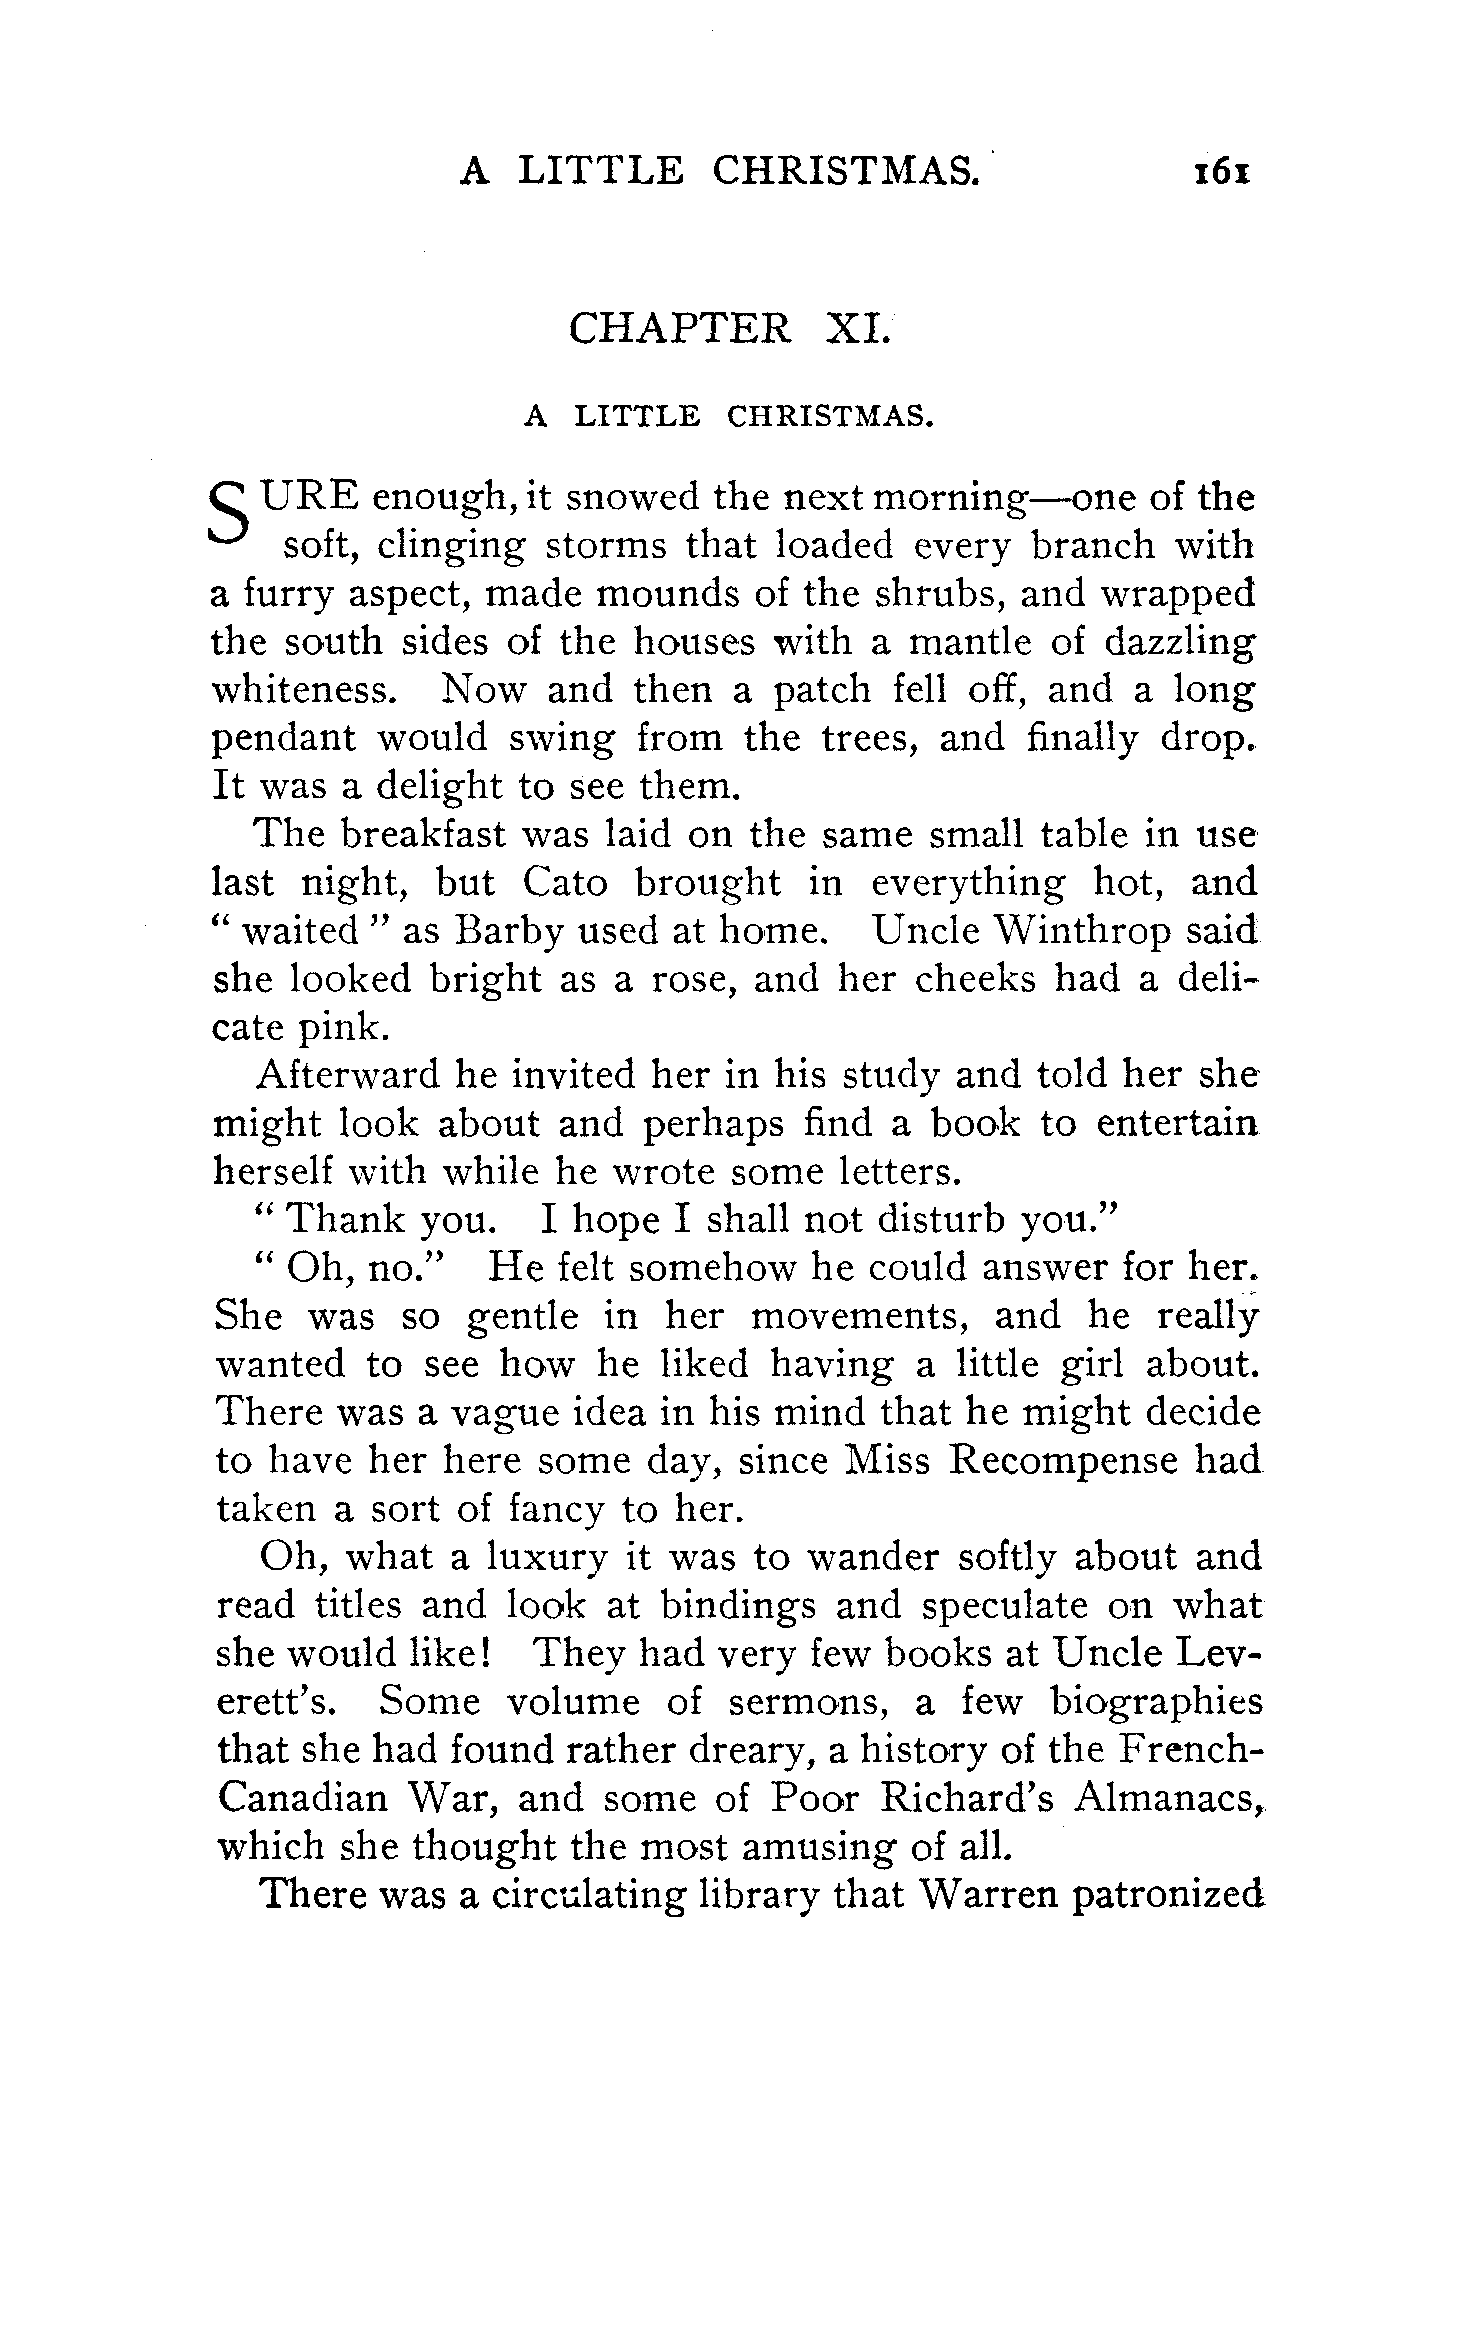 A LITTLE CHRISTMAS. 161
CHAPTER XI.
A LITTLE CHRISTMAS.
SURE enough, it snowed the next morning—one of the
soft, clinging storms that loaded every branch with
a furry aspect, made mounds of the shrubs, and wrapped
the south sides of the houses with a mantle of dazzling
whiteness. Now and then a patch fell off, and a long
pendant would swing from the trees, and finally drop.
It was a delight to see them.
The breakfast was laid on the same small table in use
last night, but Cato brought in everything hot, and
“ waited ” as Barby used at home. Uncle Winthrop said
she looked bright as a rose, and her cheeks had a deli-
cate pink.
Afterward he invited her in his study and told her she
might look about and perhaps find a book to entertain
herself with while he wrote some letters.
“ Thank you. I hope I shall not disturb you.”
“ Oh, no.” He felt somehow he could answer for her.
She was so gentle in her movements, and he really
wanted to see how he liked having a little girl about.
There was a vague idea in his mind that he might decide
to have her here some day, since Miss Recompense had
taken a sort of fancy to her.
Oh, what a luxury it was to wander softly about and
read titles and look at bindings and speculate on what
she would like! They had very few books at Uncle Lev-
erett’s. Some volume of sermons, a few biographies
that she had found rather dreary, a history of the French-
Canadian War, and some of Poor Richard’s Almanacs,
which she thought the most amusing of all.
There was a circulating library that Warren patronized